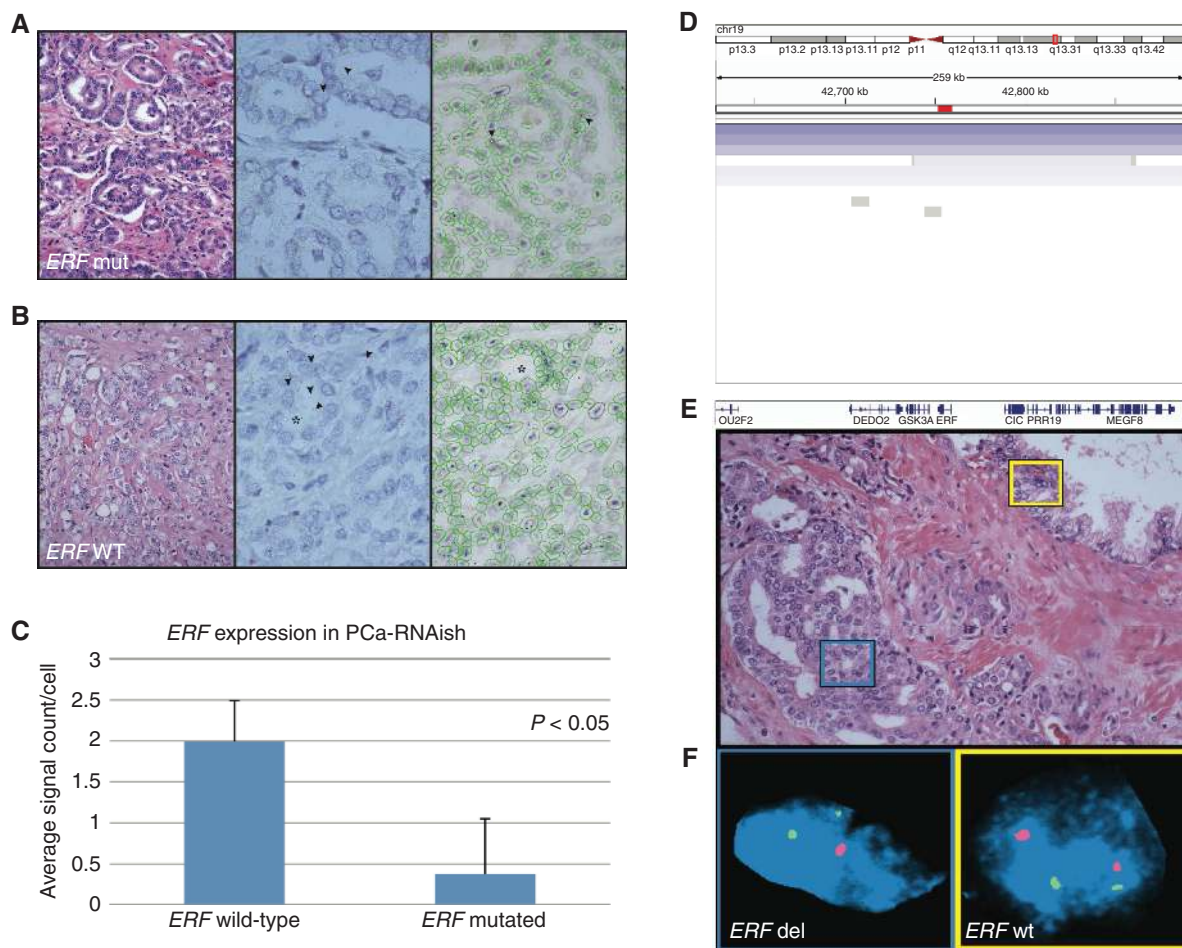 A
ERF mut
B
ERF WT
C
ERF expression in PCa-RNAish
Average signal count/cell
3
2.5
2
1.5
1
0.5
0
P < 0.05
ERF wild-type
ERF mutated
D
chr19
p13.3 p13.2 p13.13 p13.11 p12 p11 q12 q13.11 q13.13 q13.31 q13.33 q13.42
259 kb
42,700 kb 42,800 kb
E
OU2F2 DEDO2 GSK3A ERF CIC PRR19 MEGF8
F
ERF del
ERF wt